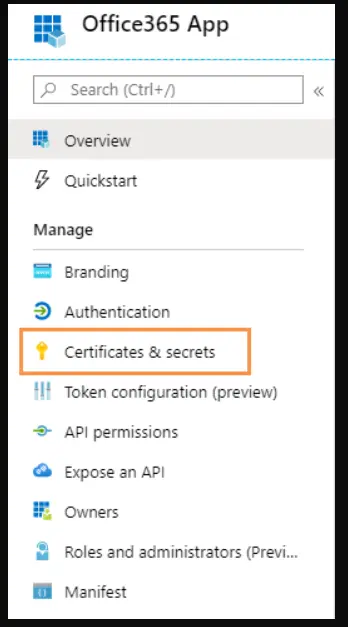 Office365 App
Search (Ctrl+/)
«
Overview
Quickstart
Manage
Branding
Authentication
Certificates & secrets
Token configuration (preview)
API permissions
Expose an API
Owners
Roles and administrators (Previ...
Manifest